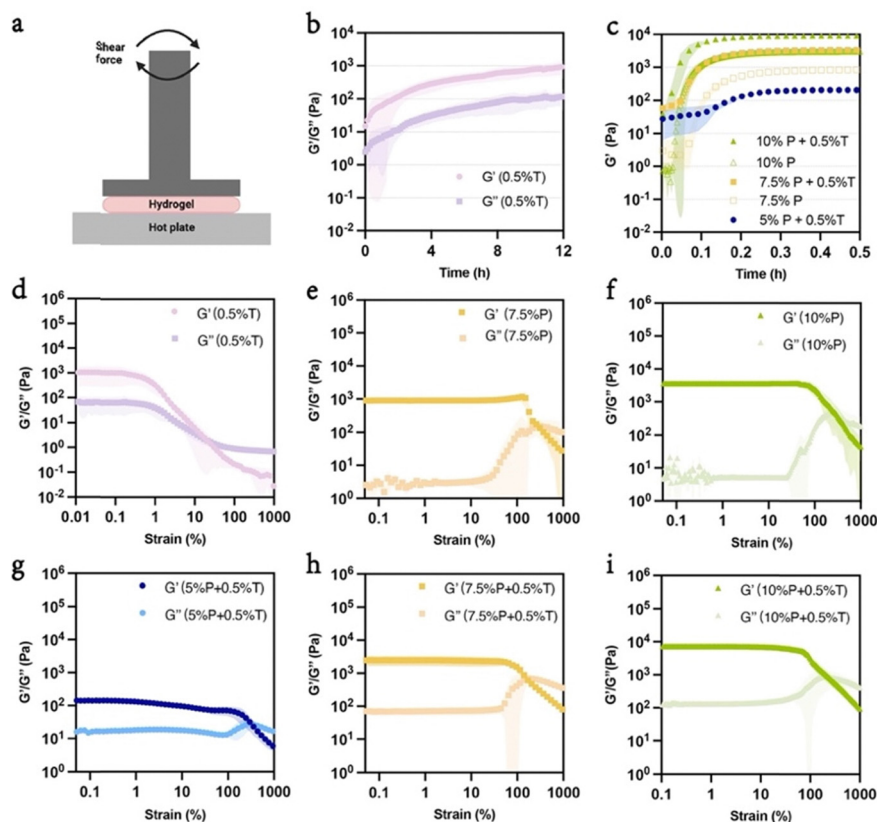 a
Shear
force
Hydrogel
Hot plate
b
G'/G" (Pa)
10⁴
10³
10²
10¹
10⁰
10⁻¹
10⁻²
G' (0.5%T)
G" (0.5%T)
0 4 8 12
Time (h)
c
G' (Pa)
10⁴
10³
10²
10¹
10⁰
10⁻¹
10⁻²
10% P + 0.5%T
10% P
7.5% P + 0.5%T
7.5% P
5% P + 0.5%T
0.0 0.1 0.2 0.3 0.4 0.5
Time (h)
d
G'/G" (Pa)
10⁶
10⁵
10⁴
10³
10²
10¹
10⁰
10⁻¹
10⁻²
G' (0.5%T)
G" (0.5%T)
0.01 0.1 1 10 100 1000
Strain (%)
e
G'/G" (Pa)
10⁶
10⁵
10⁴
10³
10²
10¹
10⁰
G' (7.5%P)
G" (7.5%P)
0.1 1 10 100 1000
Strain (%)
f
G'/G" (Pa)
10⁶
10⁵
10⁴
10³
10²
10¹
10⁰
G' (10%P)
G" (10%P)
0.1 1 10 100 1000
Strain (%)
g
G'/G" (Pa)
10⁶
10⁵
10⁴
10³
10²
10¹
10⁰
G' (5%P+0.5%T)
G" (5%P+0.5%T)
0.1 1 10 100 1000
Strain (%)
h
G'/G" (Pa)
10⁶
10⁵
10⁴
10³
10²
10¹
10⁰
G' (7.5%P+0.5%T)
G" (7.5%P+0.5%T)
0.1 1 10 100 1000
Strain (%)
i
G'/G" (Pa)
10⁶
10⁵
10⁴
10³
10²
10¹
10⁰
G' (10%P+0.5%T)
G" (10%P+0.5%T)
0.1 1 10 100 1000
Strain (%)